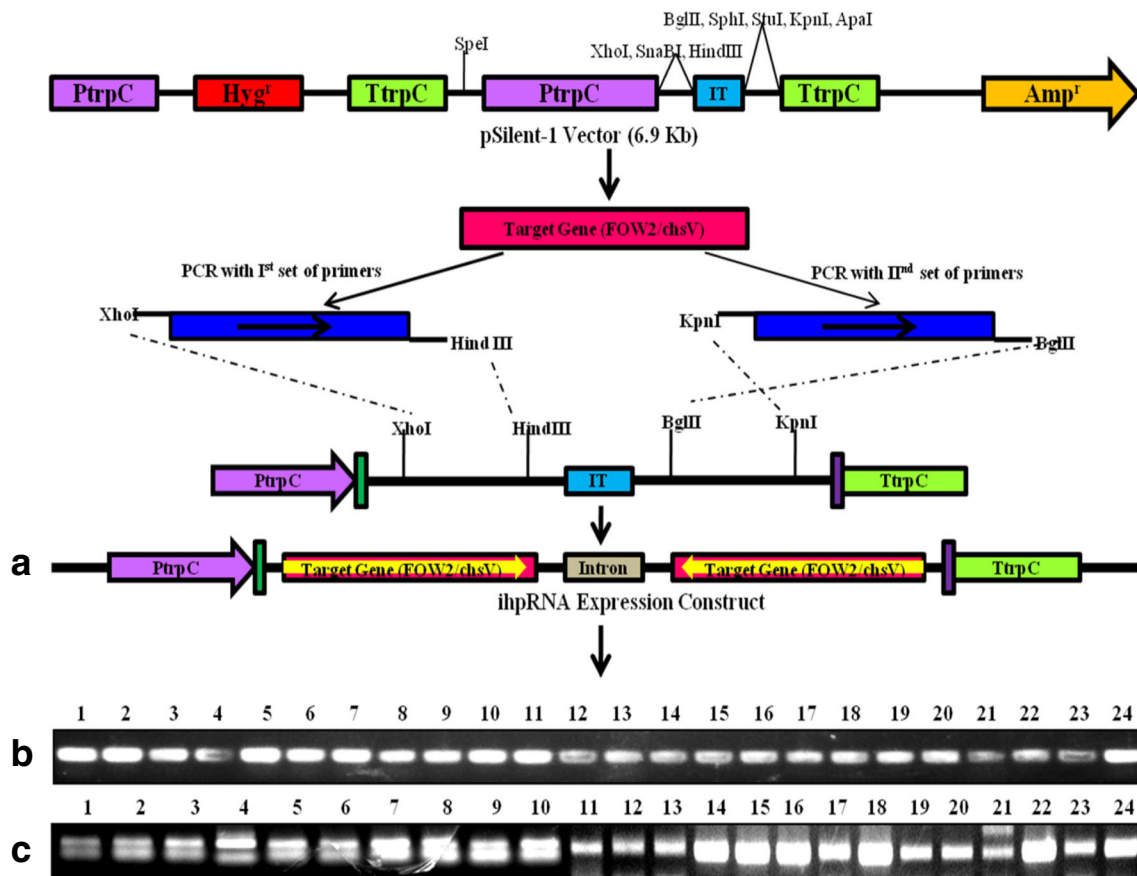 BglII, SphI, StuI, KpnI, ApaI
SpeI
XhoI, SnaBI, HindIII
PtrpC Hygʳ TtrpC PtrpC IT TtrpC Ampʳ
pSilent-1 Vector (6.9 Kb)
Target Gene (FOW2/chsV)
PCR with Iˢᵗ set of primers
PCR with IIⁿᵈ set of primers
XhoI
KpnI
Hind III
BglII
XhoI HindIII BglII KpnI
PtrpC IT TtrpC
a
PtrpC Target Gene (FOW2/chsV) Intron Target Gene (FOW2/chsV) TtrpC
ihpRNA Expression Construct
1 2 3 4 5 6 7 8 9 10 11 12 13 14 15 16 17 18 19 20 21 22 23 24
b
1 2 3 4 5 6 7 8 9 10 11 12 13 14 15 16 17 18 19 20 21 22 23 24
c